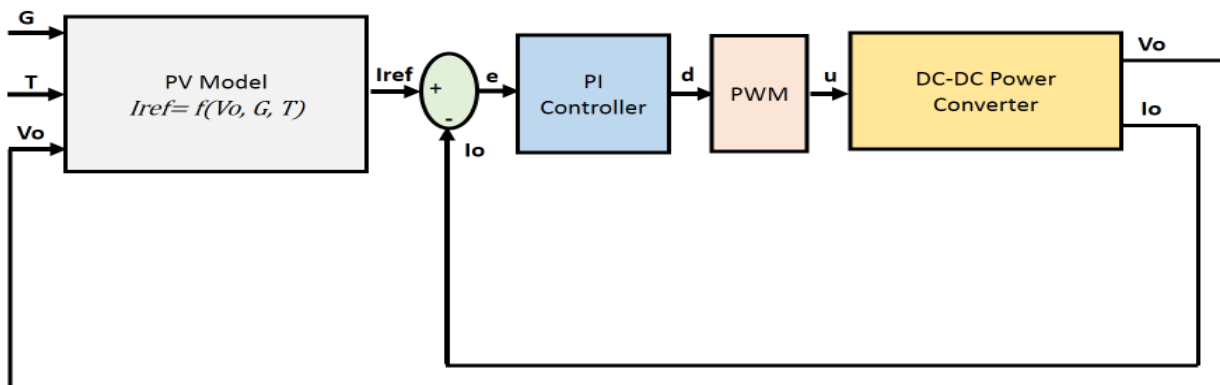 G
T
Vo
PV Model
Iref= f(Vo, G, T)
Iref
+
-
Io
e
PI
Controller
d
PWM
u
DC-DC Power
Converter
Vo
Io